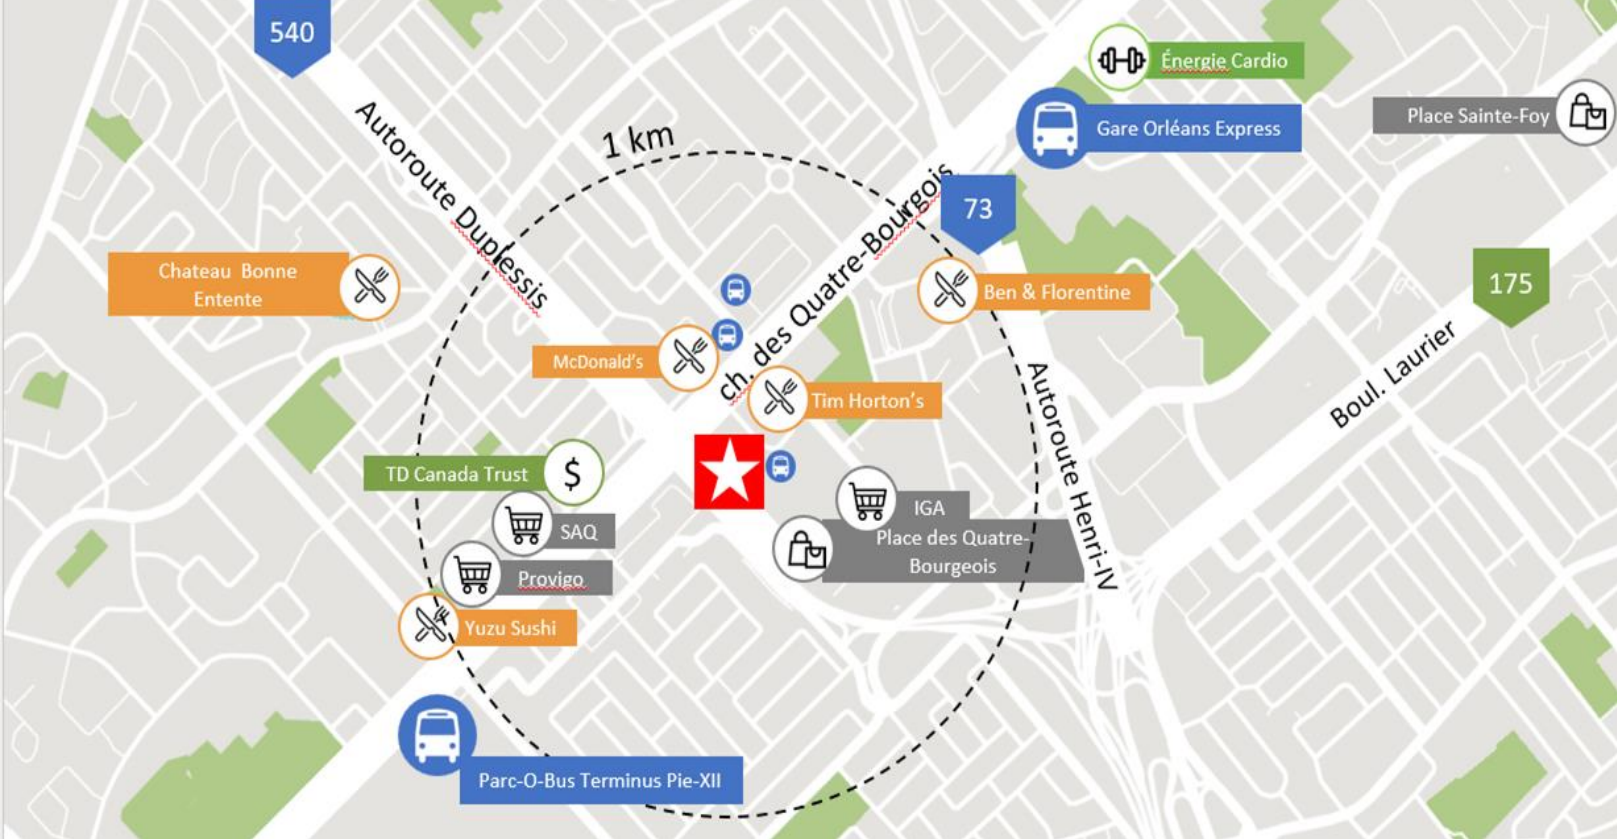 540
Énergie Cardio
Place Sainte-Foy
Gare Orléans Express
1 km
Autoroute Duplessis
ch. des Quatre-Bourgois
73
Chateau Bonne
Entente
Ben & Florentine
175
McDonald's
Tim Horton's
Boul. Laurier
Autoroute Henri-IV
TD Canada Trust
$
IGA
SAQ
Place des Quatre-
Bourgeois
Provigo
Yuzu Sushi
Parc-O-Bus Terminus Pie-XII